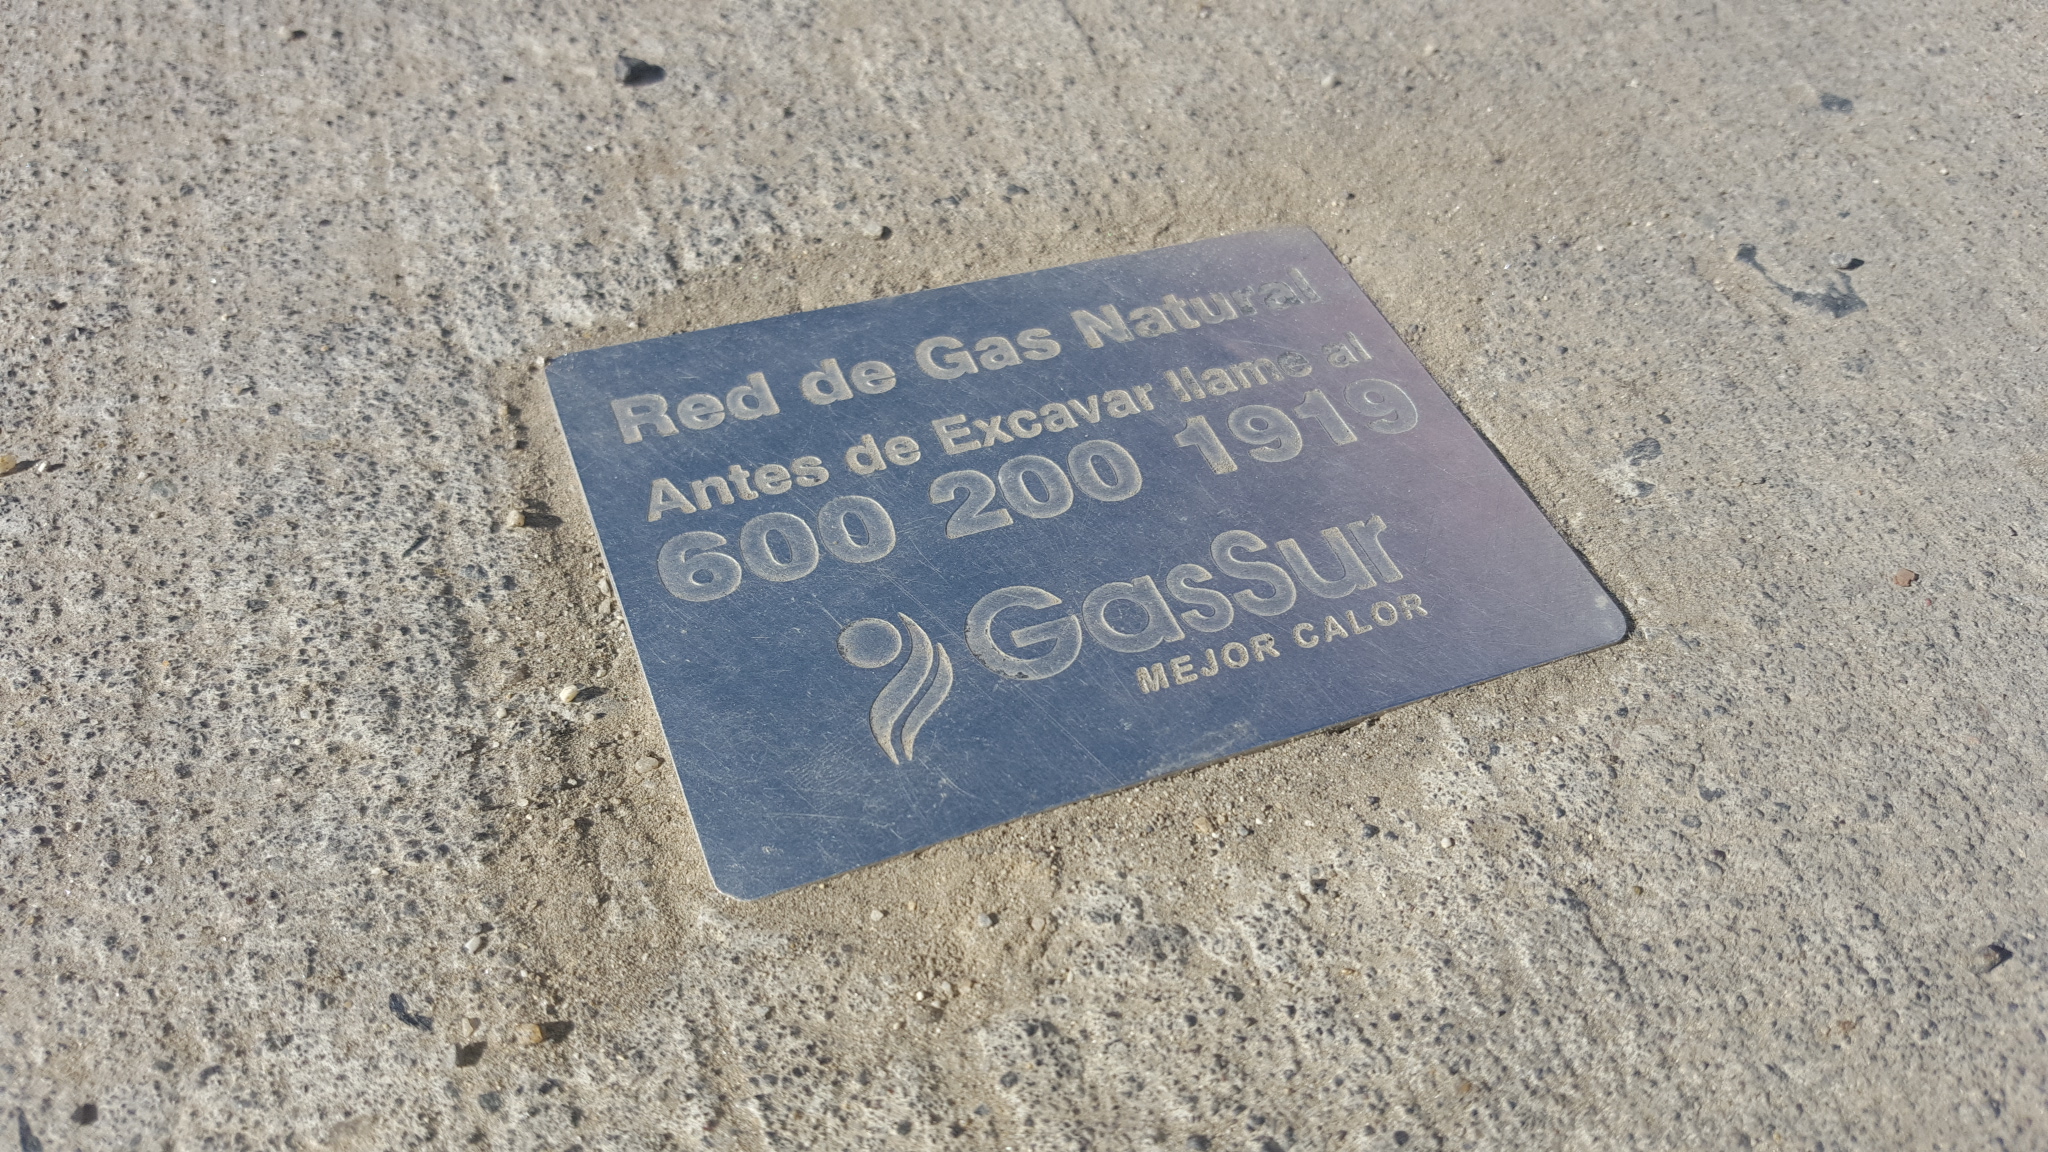 Red de Gas Natural
Antes de Excavar llame al
600 200 1919
GasSur
MEJOR CALOR